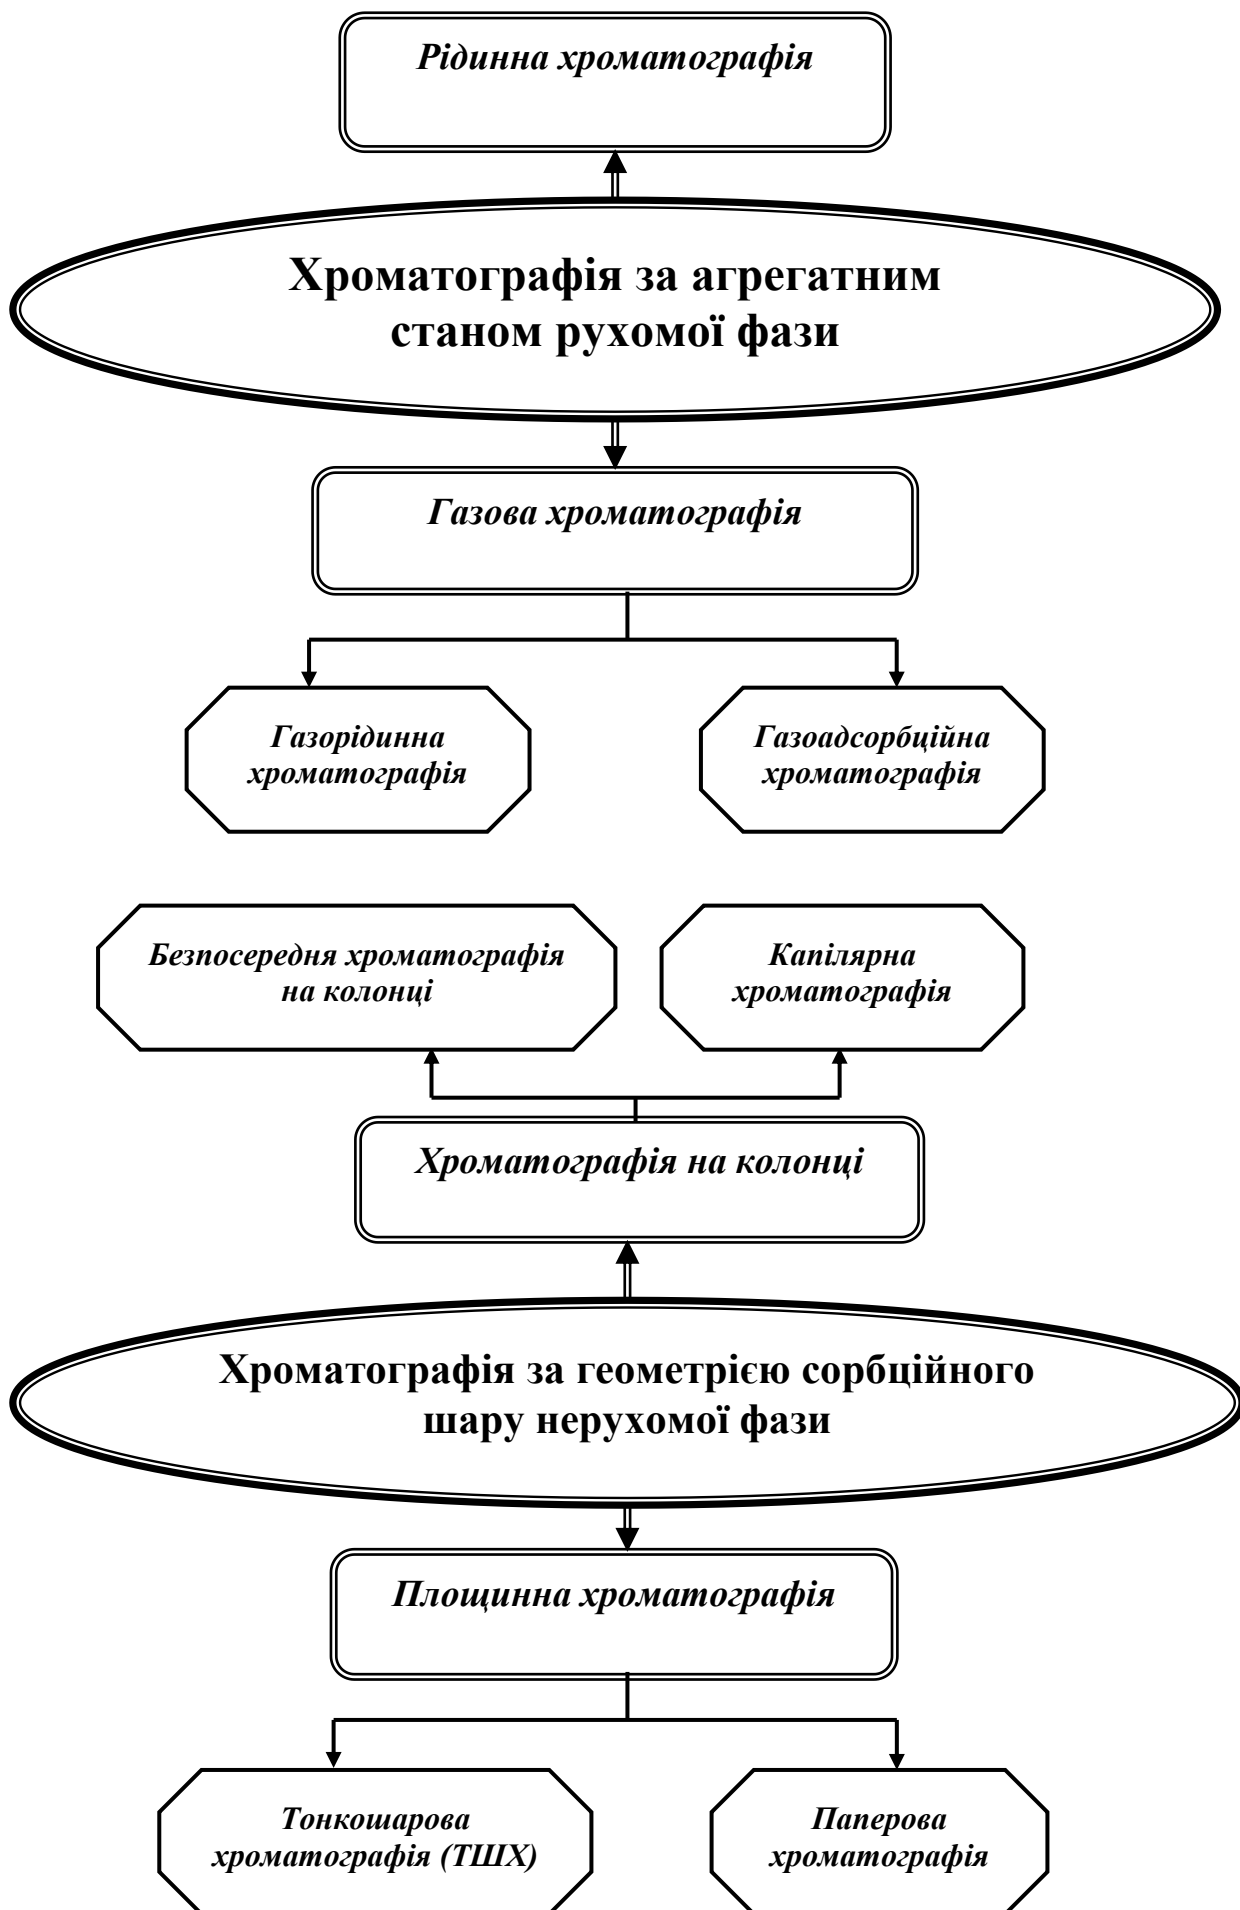 Рідинна хроматографія
Хроматографія за агрегатним
станом рухомої фази
Газова хроматографія
Газорідинна
хроматографія
Газоадсорбційна
хроматографія
Безпосередня хроматографія
на колонці
Капілярна
хроматографія
Хроматографія на колонці
Хроматографія за геометрією сорбційного
шару нерухомої фази
Площинна хроматографія
Тонкошарова
хроматографія (ТШХ)
Паперова
хроматографія